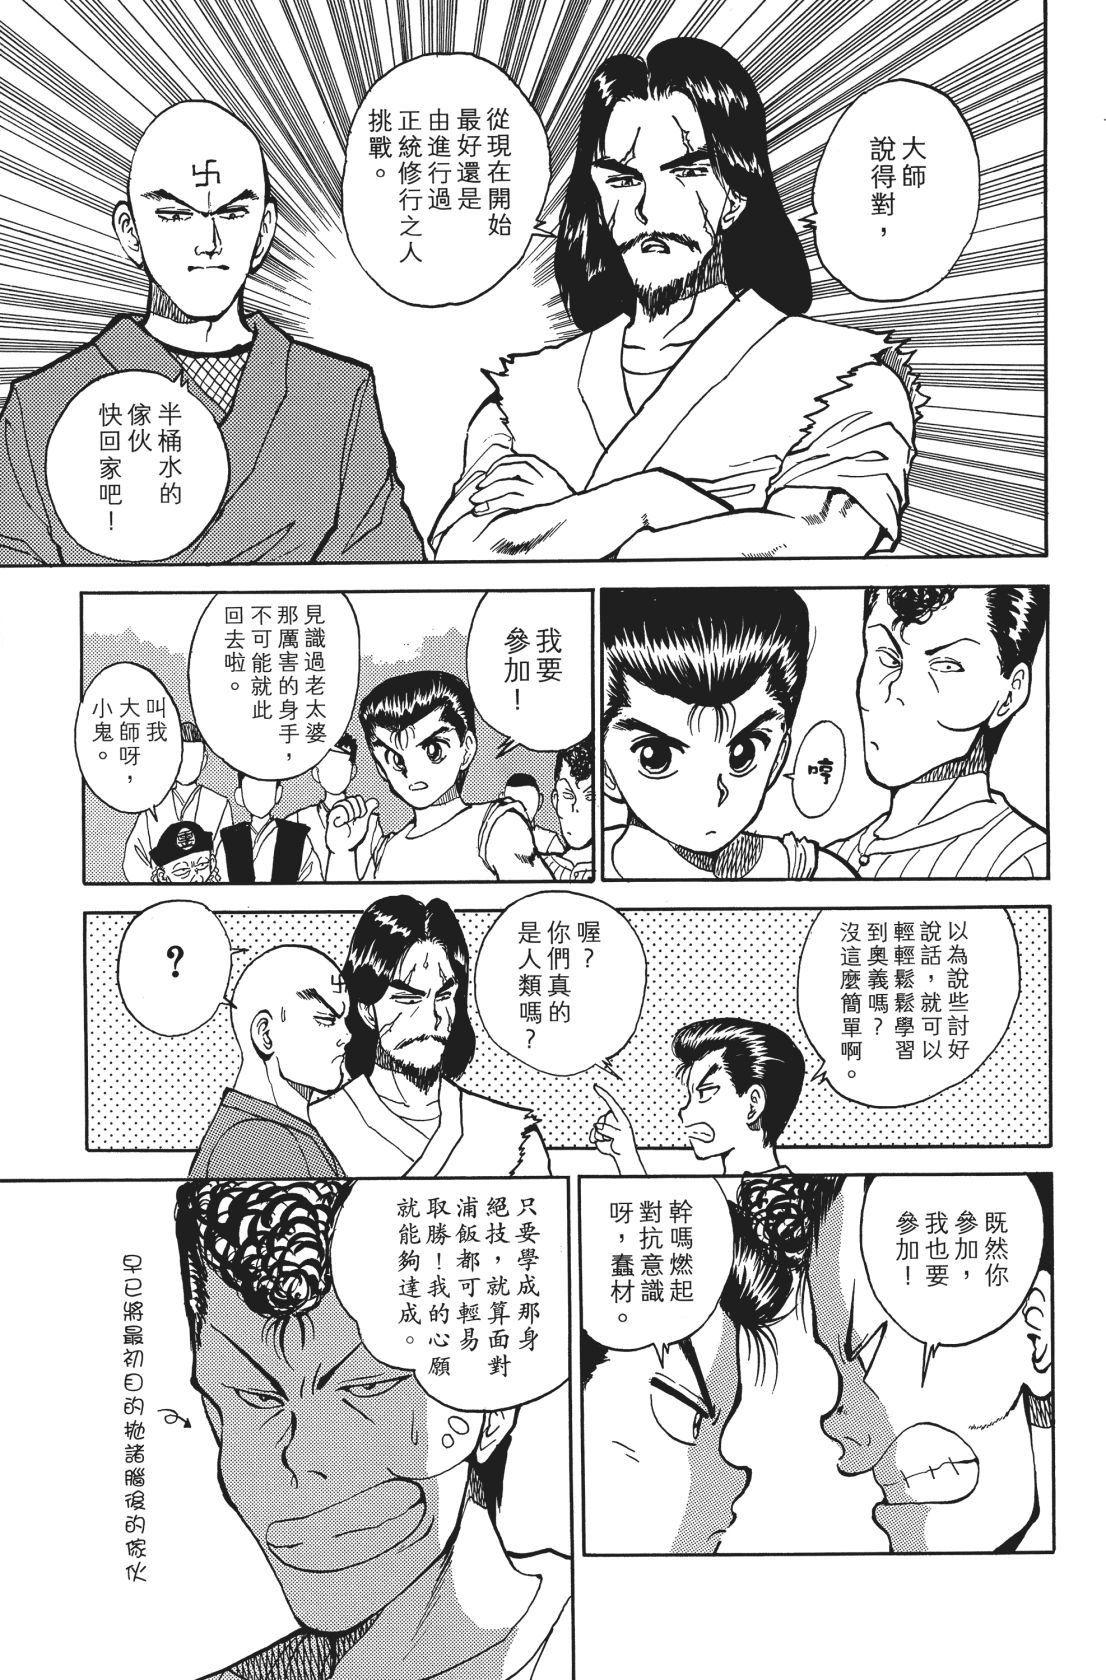 大師
說得對，
從現在開始
最好還是
由進行過
正統修行之人
挑戰。
半桶水的
傢伙
快回家吧！
哼
我要
參加！
見識過老太婆
那厲害的身手，
不可能就此
回去啦。
叫我
大師呀，
小鬼。
以為說些討好
說話，就可以
輕輕鬆鬆學習
到奧義嗎？
沒這麼簡單啊。
喔？
你們真的
是人類嗎？
？
既然你
參加，
我也要
參加！
幹嗎燃起
對抗意識
呀，蠢材。
只要學成那身
絕技，就算面對
浦飯都可輕易
取勝！我的心願
就能夠達成。
早已將最初目的拋諸腦後的傢伙